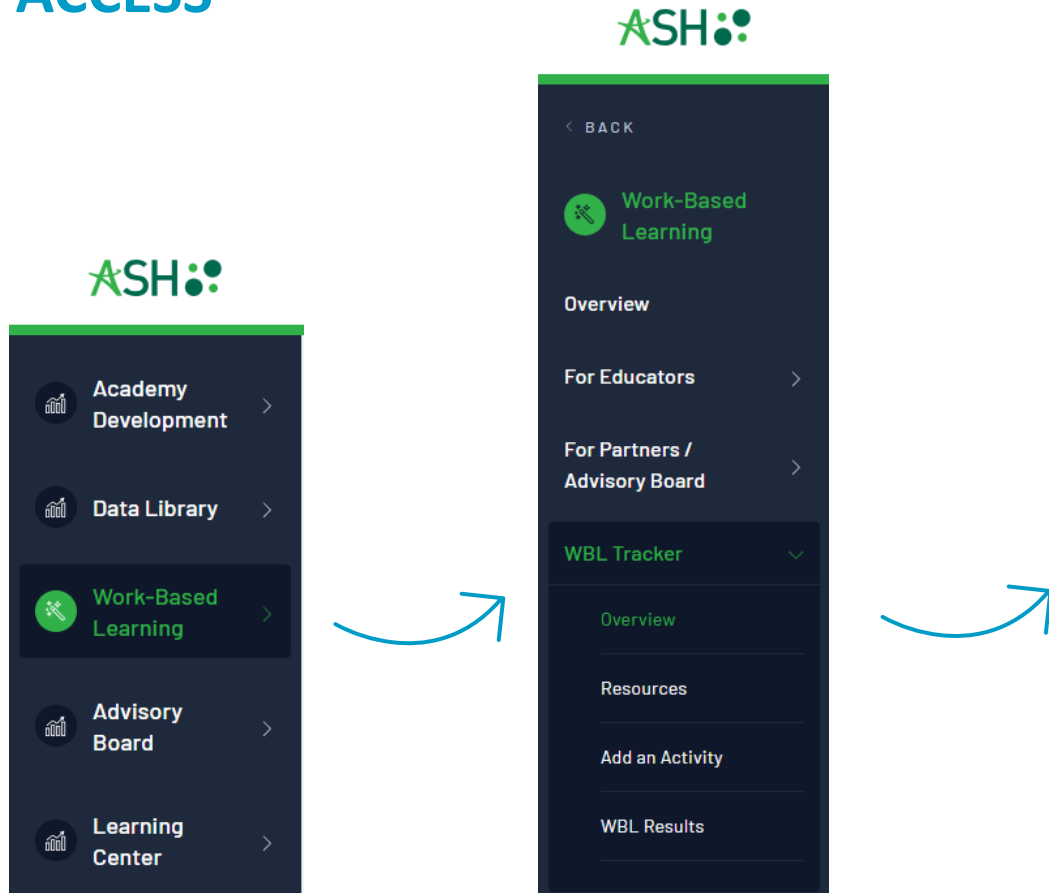 ACCESS
ASH
Academy
Development
Data Library
Work-Based
Learning
Advisory
Board
Learning
Center
ASH
BACK
Work-Based
Learning
Overview
For Educators
For Partners /
Advisory Board
WBL Tracker
Overview
Resources
Add an Activity
WBL Results